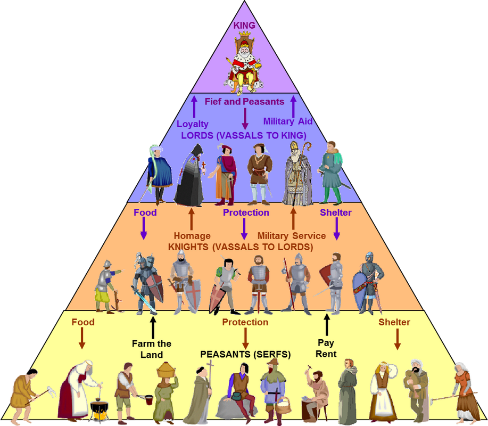 KING
Fief and Peasants
Loyalty
Military Aid
LORDS (VASSALS TO KING)
Food
Protection
Shelter
Homage
Military Service
KNIGHTS (VASSALS TO LORDS)
Food
Protection
Shelter
Farm the
Land
Pay
Rent
PEASANTS (SERFS)